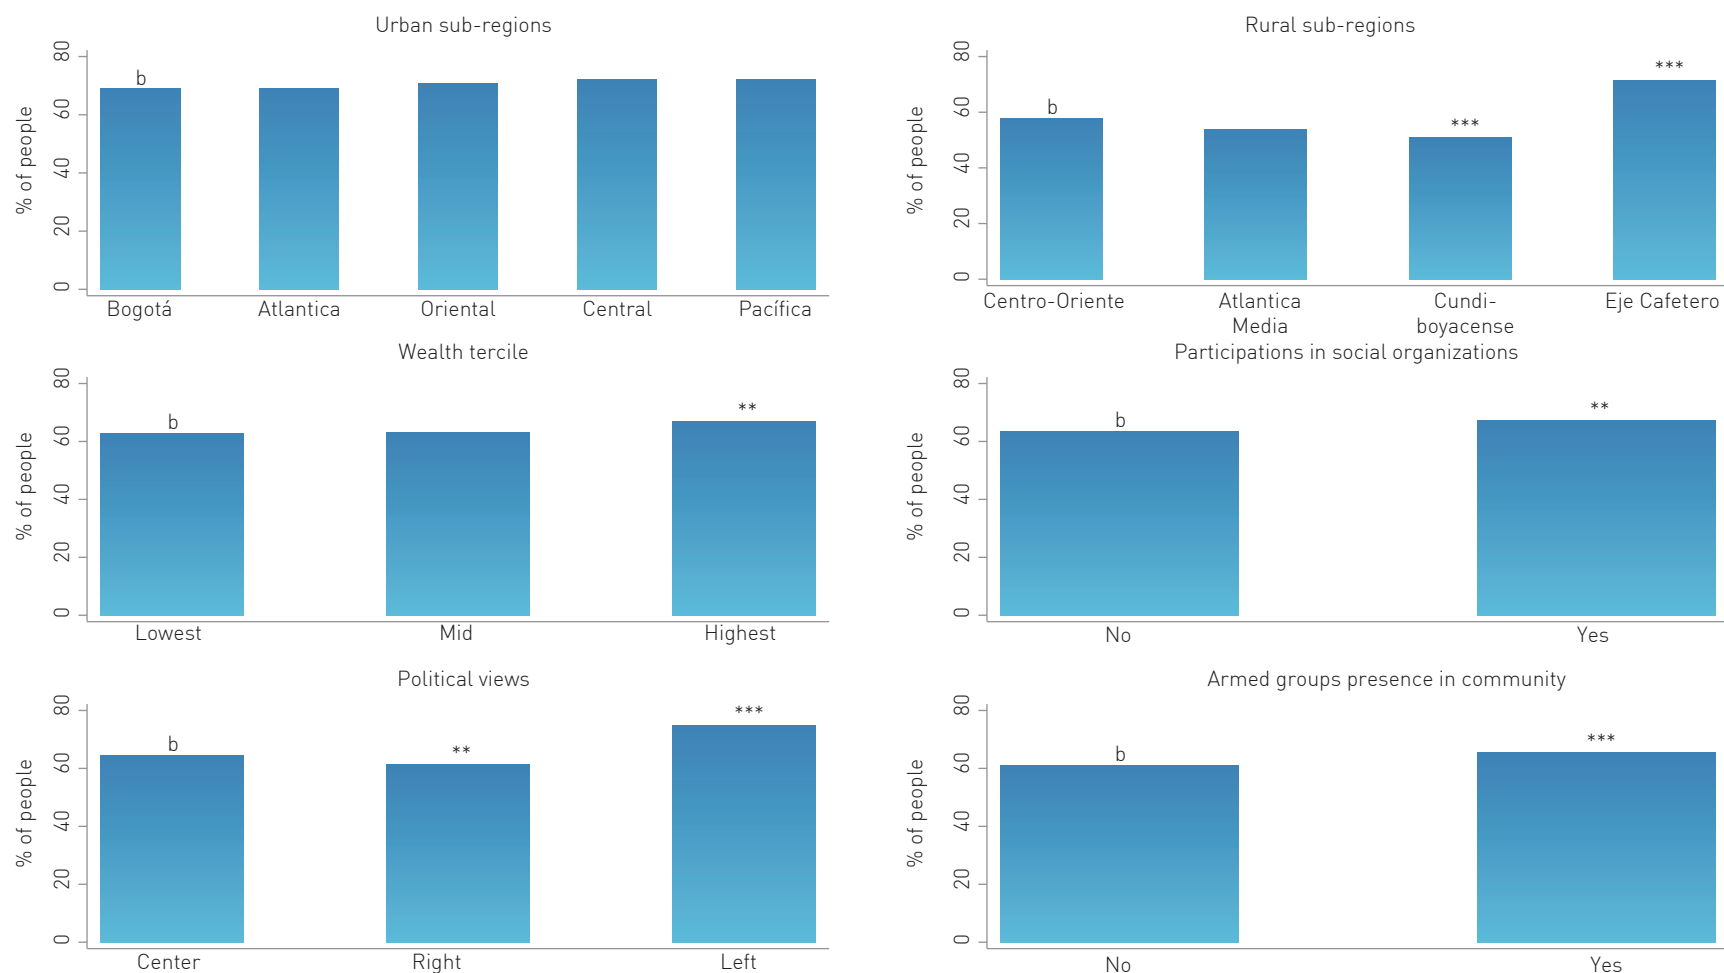 Urban sub-regions
% of people
80
60
40
20
0
b
Bogotá Atlantica Oriental Central Pacífica
Rural sub-regions
% of people
80
60
40
20
0
b *** ***
Centro-Oriente Atlantica Cundi- Eje Cafetero
Media boyacense
Wealth tercile
% of people
80
60
40
20
0
b **
Lowest Mid Highest
Participations in social organizations
% of people
80
60
40
20
0
b **
No Yes
Political views
% of people
80
60
40
20
0
b ** ***
Center Right Left
Armed groups presence in community
% of people
80
60
40
20
0
b ***
No Yes